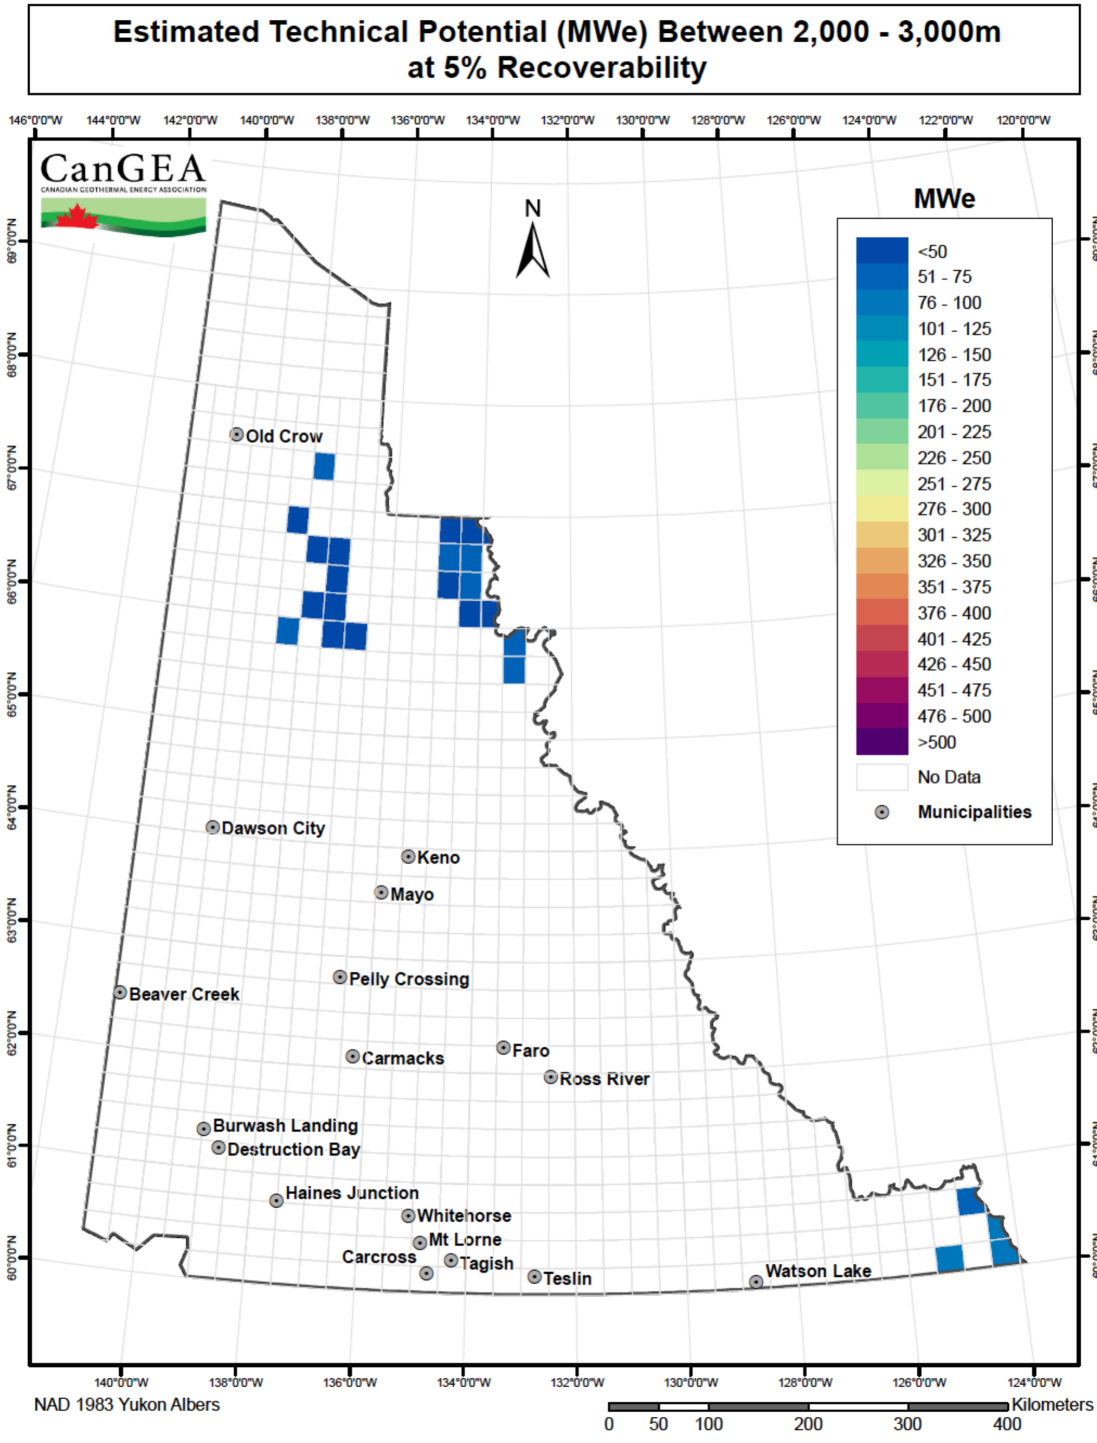 Estimated Technical Potential (MWe) Between 2,000 - 3,000m
at 5% Recoverability
146°0'0"W 144°0'0"W 142°0'0"W 140°0'0"W 138°0'0"W 136°0'0"W 134°0'0"W 132°0'0"W 130°0'0"W 128°0'0"W 126°0'0"W 124°0'0"W 122°0'0"W 120°0'0"W
CanGEA
CANADIAN GEOTHERMAL ENERGY ASSOCIATION
N
MWe
<50
51 - 75
76 - 100
101 - 125
126 - 150
151 - 175
176 - 200
201 - 225
226 - 250
251 - 275
276 - 300
301 - 325
326 - 350
351 - 375
376 - 400
401 - 425
426 - 450
451 - 475
476 - 500
>500
No Data
Municipalities
69°0'0"N
68°0'0"N
67°0'0"N
66°0'0"N
65°0'0"N
64°0'0"N
63°0'0"N
62°0'0"N
61°0'0"N
60°0'0"N
Old Crow
Dawson City
Keno
Mayo
Pelly Crossing
Beaver Creek
Faro
Carmacks
Ross River
Burwash Landing
Destruction Bay
Haines Junction
Whitehorse
Mt Lorne
Carcross
Tagish
Watson Lake
Teslin
140°0'0"W 138°0'0"W 136°0'0"W 134°0'0"W 132°0'0"W 130°0'0"W 128°0'0"W 126°0'0"W 124°0'0"W
NAD 1983 Yukon Albers
Kilometers
0 50 100 200 300 400